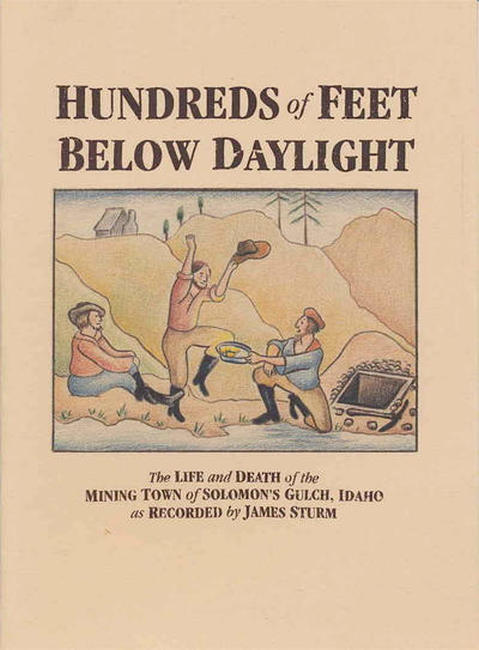 HUNDREDS of FEET
BELOW DAYLIGHT
The LIFE and DEATH of the
MINING TOWN of SOLOMON'S GULCH, IDAHO
as RECORDED by JAMES STURM